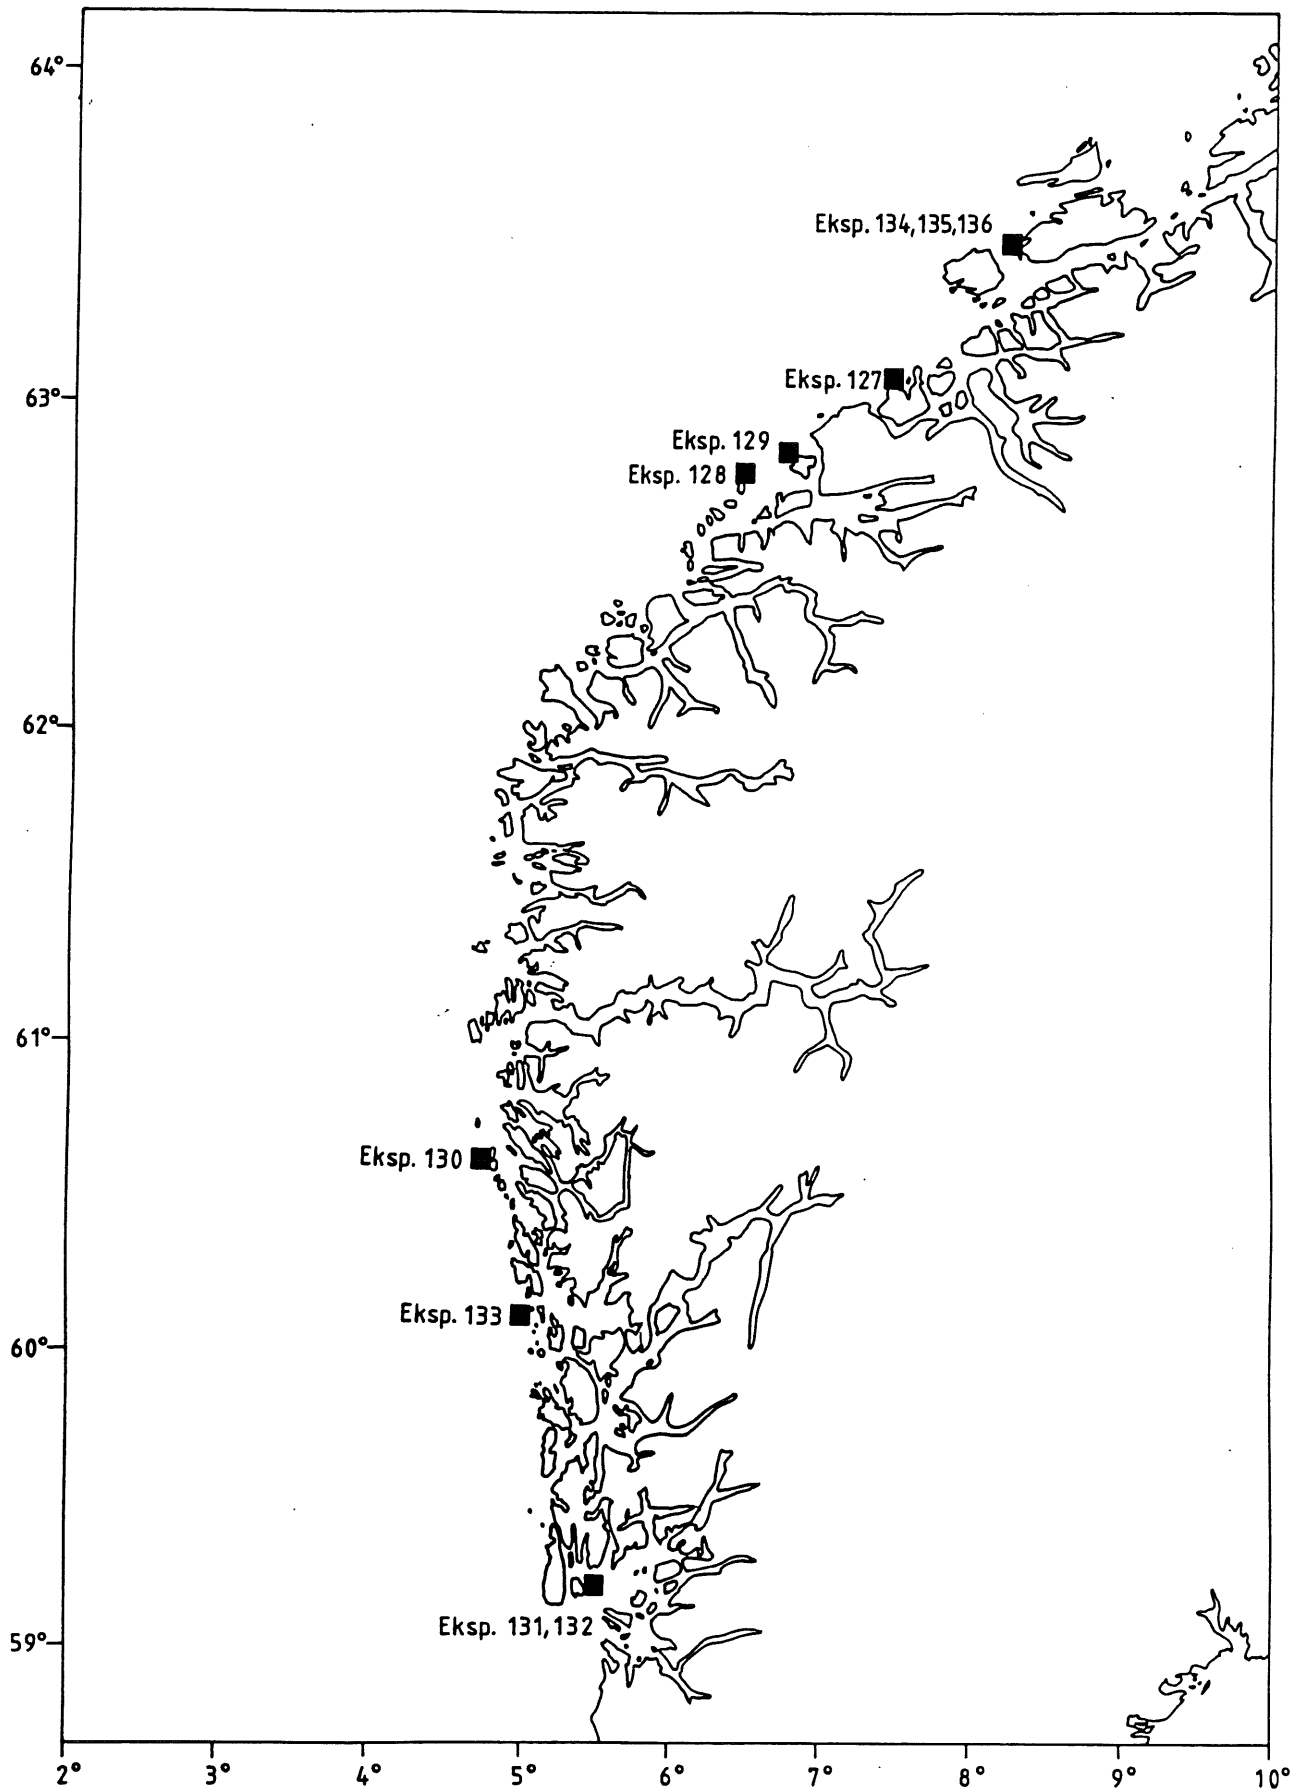 64°
Eksp. 134,135,136
Eksp. 127
63°
Eksp. 129
Eksp. 128
62°
61°
Eksp. 130
Eksp. 133
60°
Eksp. 131,132
59°
2° 3° 4° 5° 6° 7° 8° 9° 10°